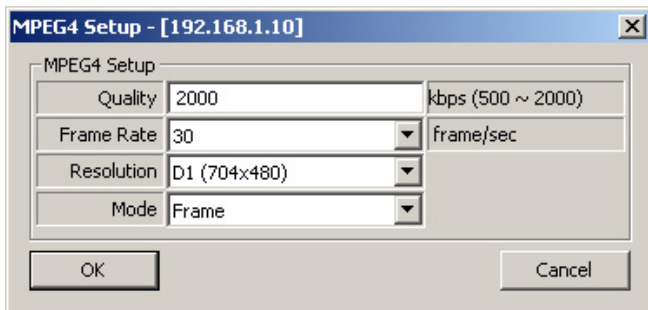 MPEG4 Setup - [192.168.1.10]
MPEG4 Setup
Quality 2000 kbps (500 ~ 2000)
Frame Rate 30 frame/sec
Resolution D1 (704x480)
Mode Frame
OK Cancel